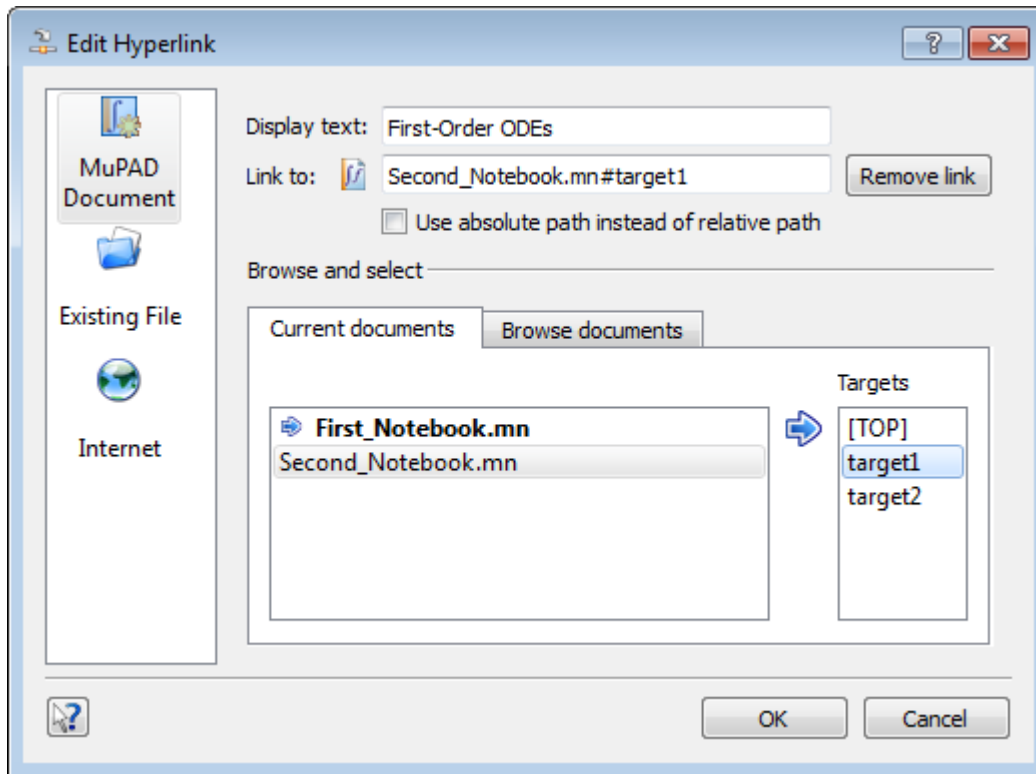 Edit Hyperlink
MuPAD
Document
Existing File
Internet
Display text: First-Order ODEs
Link to: Second_Notebook.mn#target1 Remove link
Use absolute path instead of relative path
Browse and select
Current documents Browse documents
Targets
First_Notebook.mn
Second_Notebook.mn
[TOP]
target1
target2
OK Cancel